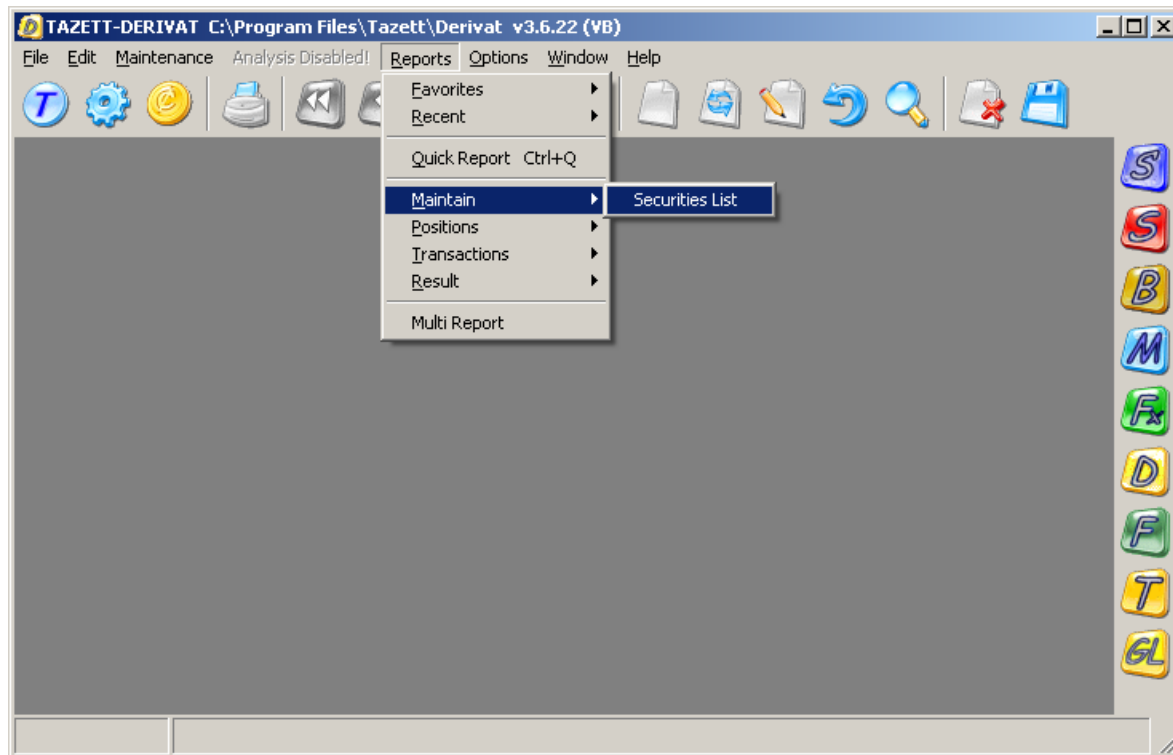 TAZETT-DERIVAT C:\Program Files\Tazett\Derivat v3.6.22 (VB)
File Edit Maintenance Analysis Disabled! Reports Options Window Help
T
Favorites
Recent
Quick Report Ctrl+Q
Maintain
Securities List
Positions
Transactions
Result
Multi Report
S
S
B
M
Fx
D
F
T
GL